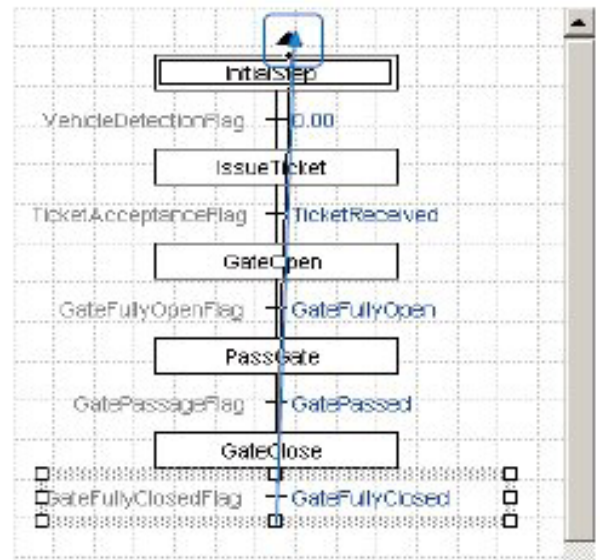 InitialStep
VehicleDetectionFlag 0.00
IssueTicket
TicketAcceptanceFlag TicketReceived
GateOpen
GateFullyOpenFlag GateFullyOpen
PassGate
GatePassageFlag GatePassed
GateClose
GateFullyClosedFlag GateFullyClosed